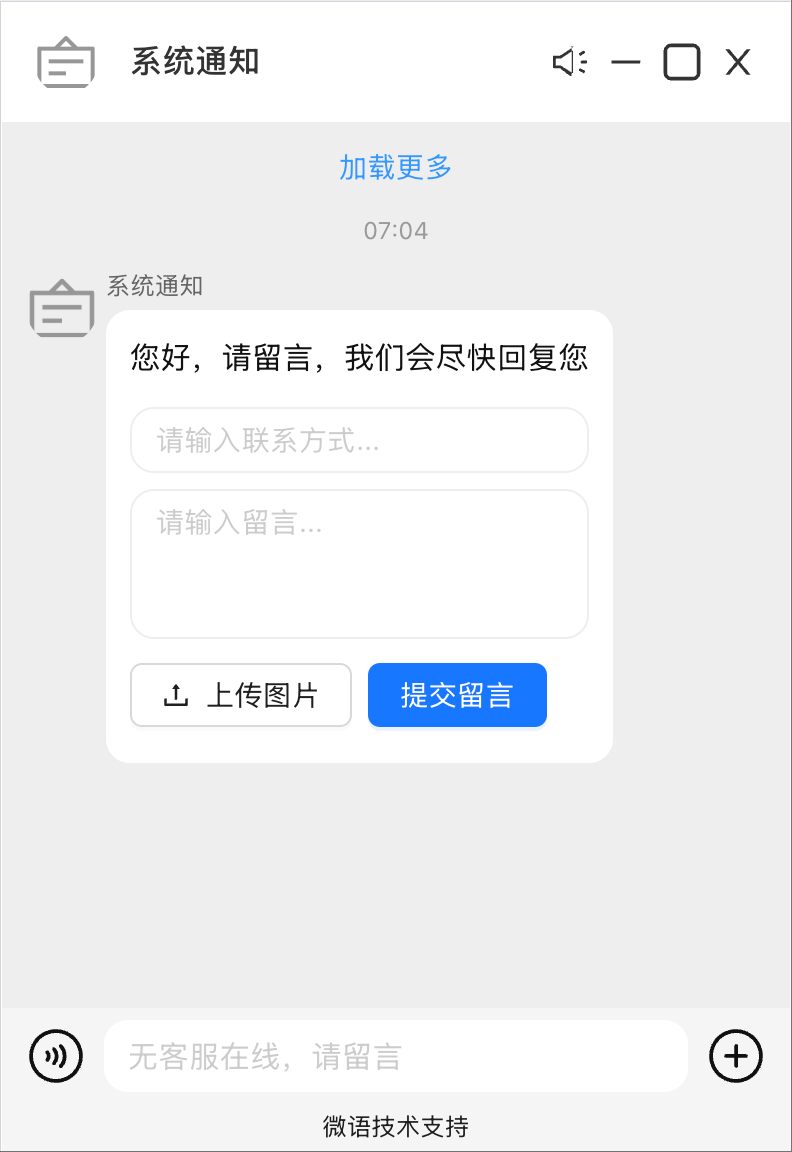 系统通知
加载更多
07:04
系统通知
您好，请留言，我们会尽快回复您
请输入联系方式...
请输入留言...
上传图片 提交留言
无客服在线，请留言
微语技术支持